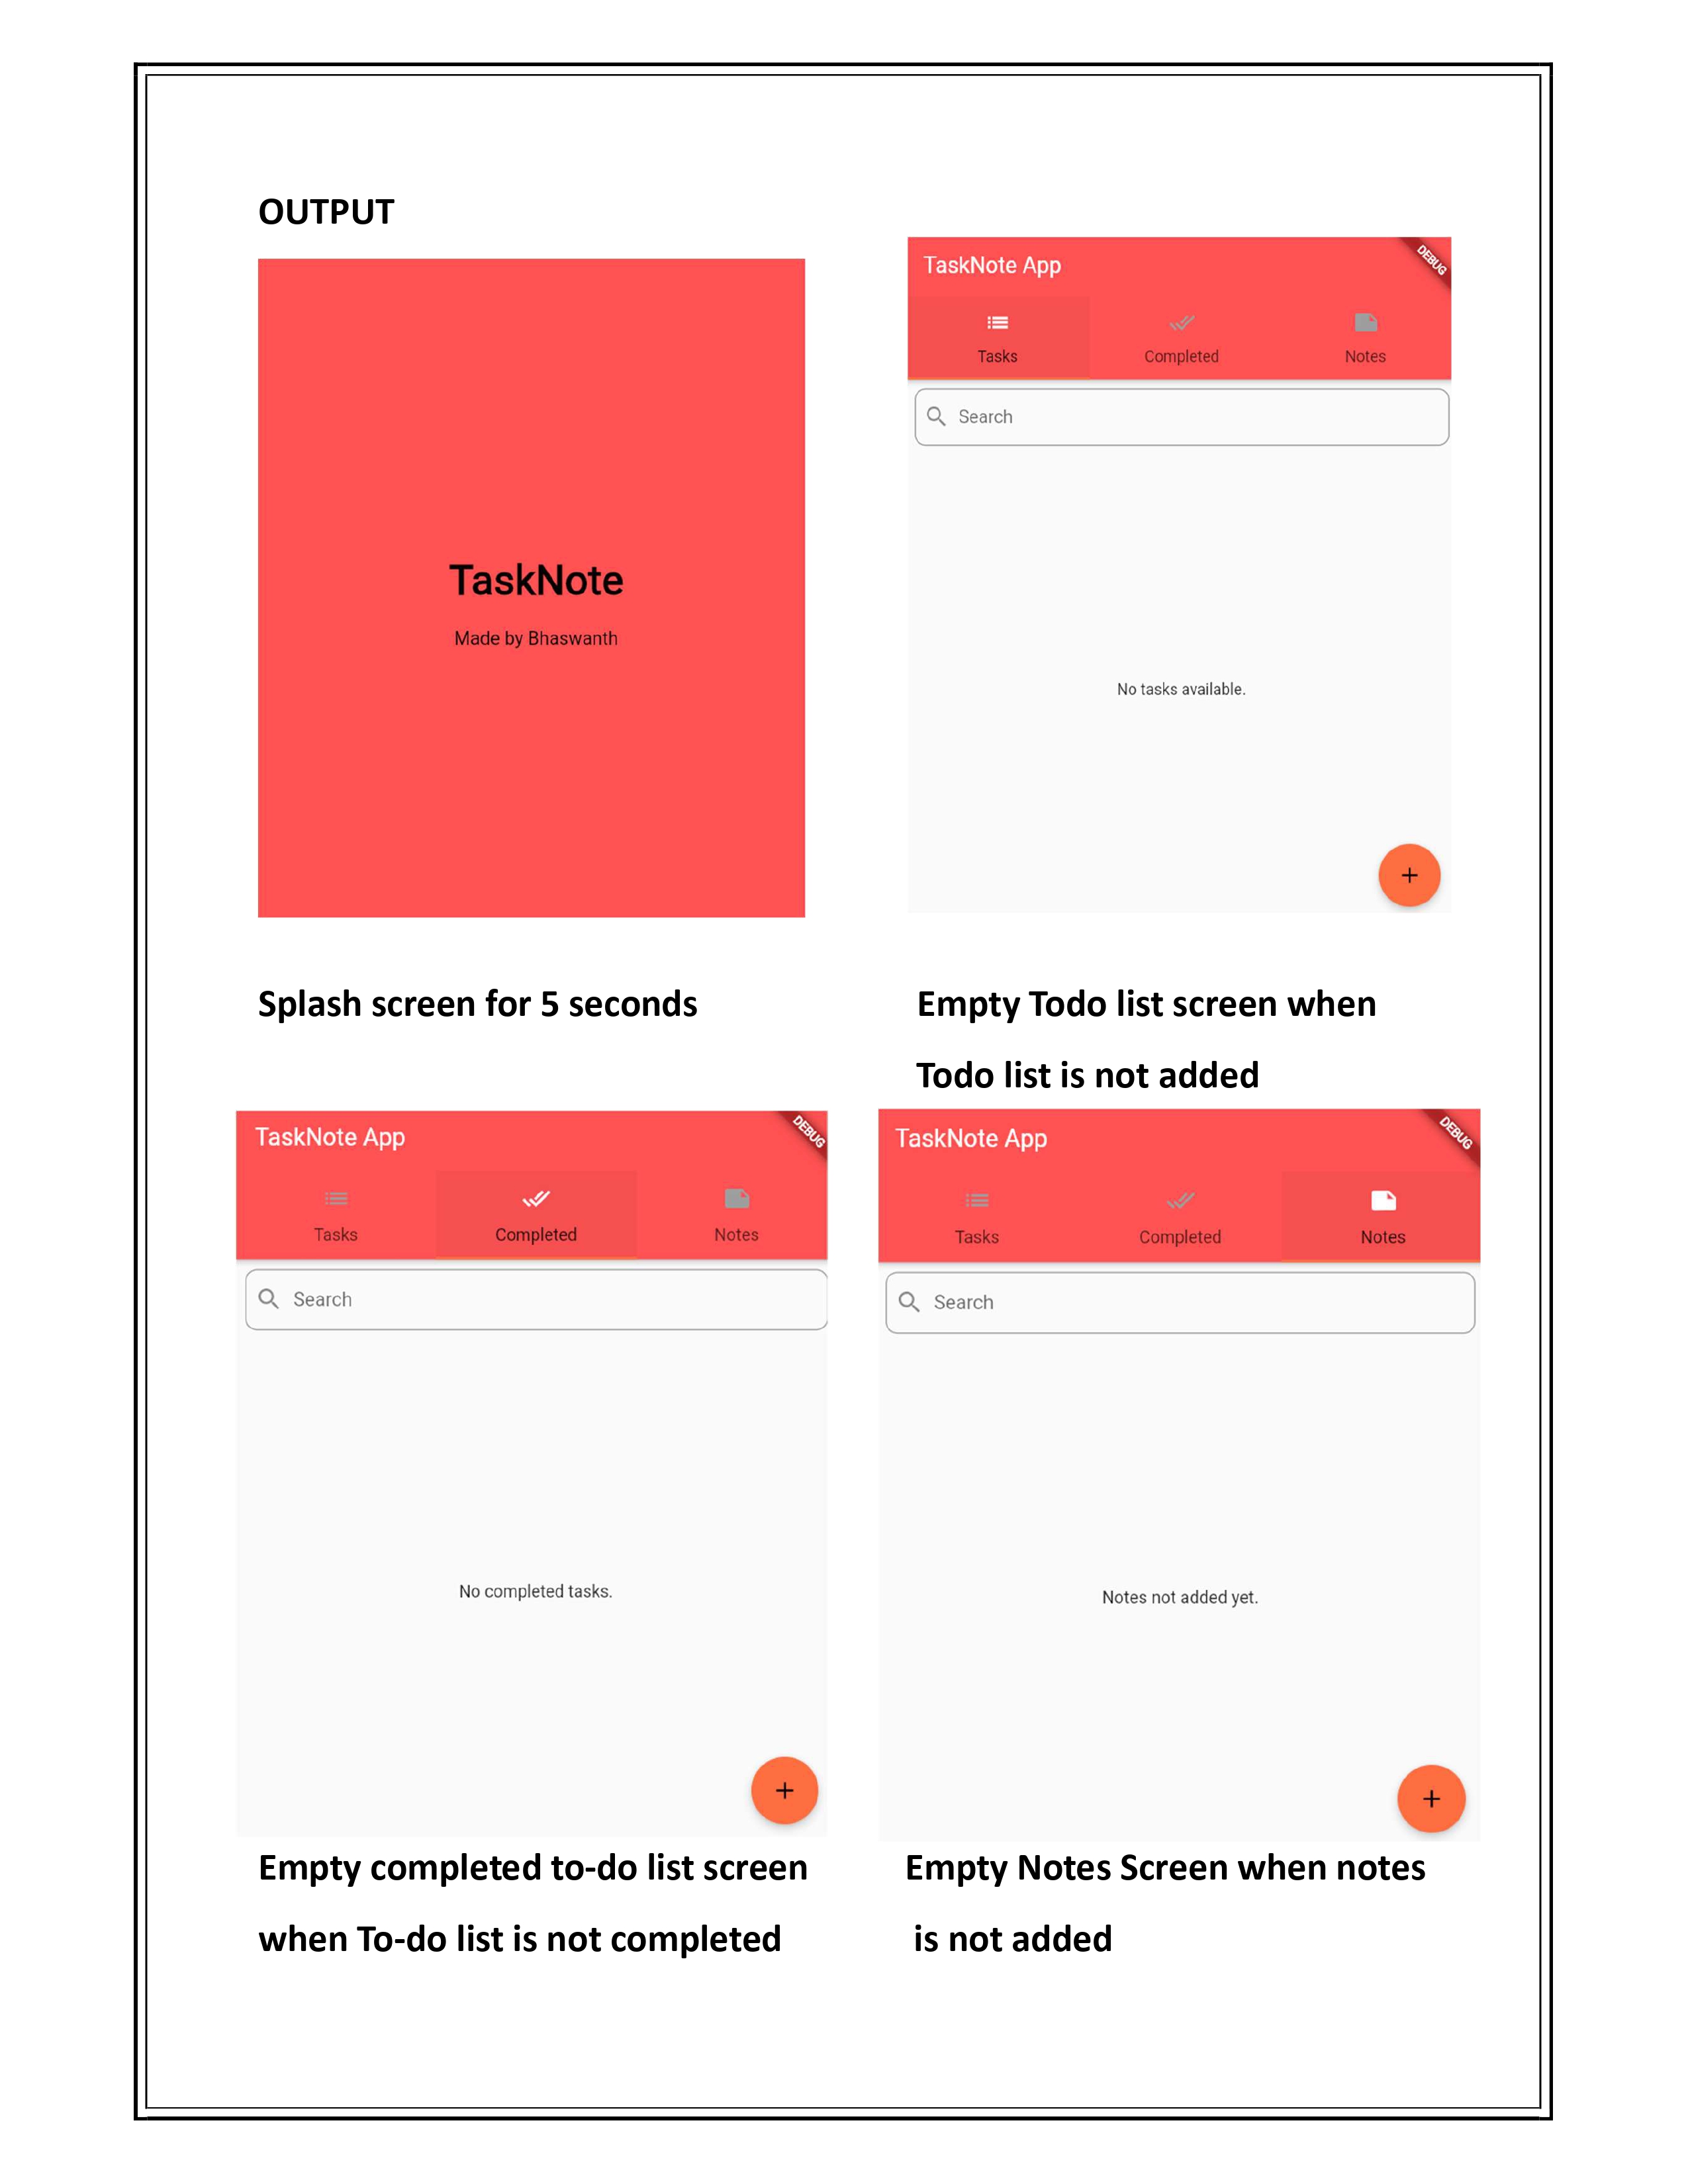 OUTPUT
TaskNote
Made by Bhaswanth
TaskNote App
DEBUG
Tasks
Completed
Notes
Search
No tasks available.
+
Splash screen for 5 seconds
Empty Todo list screen when
Todo list is not added
TaskNote App
DEBUG
Tasks
Completed
Notes
Search
No completed tasks.
+
TaskNote App
DEBUG
Tasks
Completed
Notes
Search
Notes not added yet.
+
Empty completed to-do list screen
when To-do list is not completed
Empty Notes Screen when notes
is not added